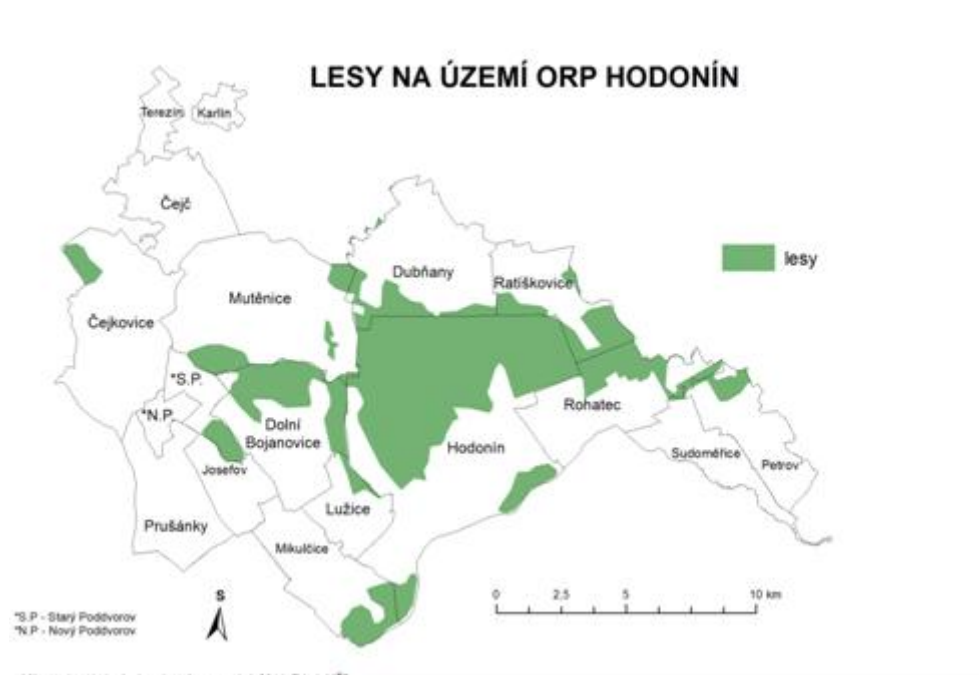 LESY NA ÚZEMÍ ORP HODONÍN
Terezín
Karlín
Čejč
lesy
Dubňany
Ratíškovice
Mutěnice
Čejkovice
*S.P.
*N.P.
Rohatec
Dolní
Bojanovice
Hodonín
Sudoměřice
Petrov
Josefov
Lužice
Prušánky
Mikulčice
S
0 2,5 5 10 km
*S.P - Starý Poddvorov
*N.P - Nový Poddvorov